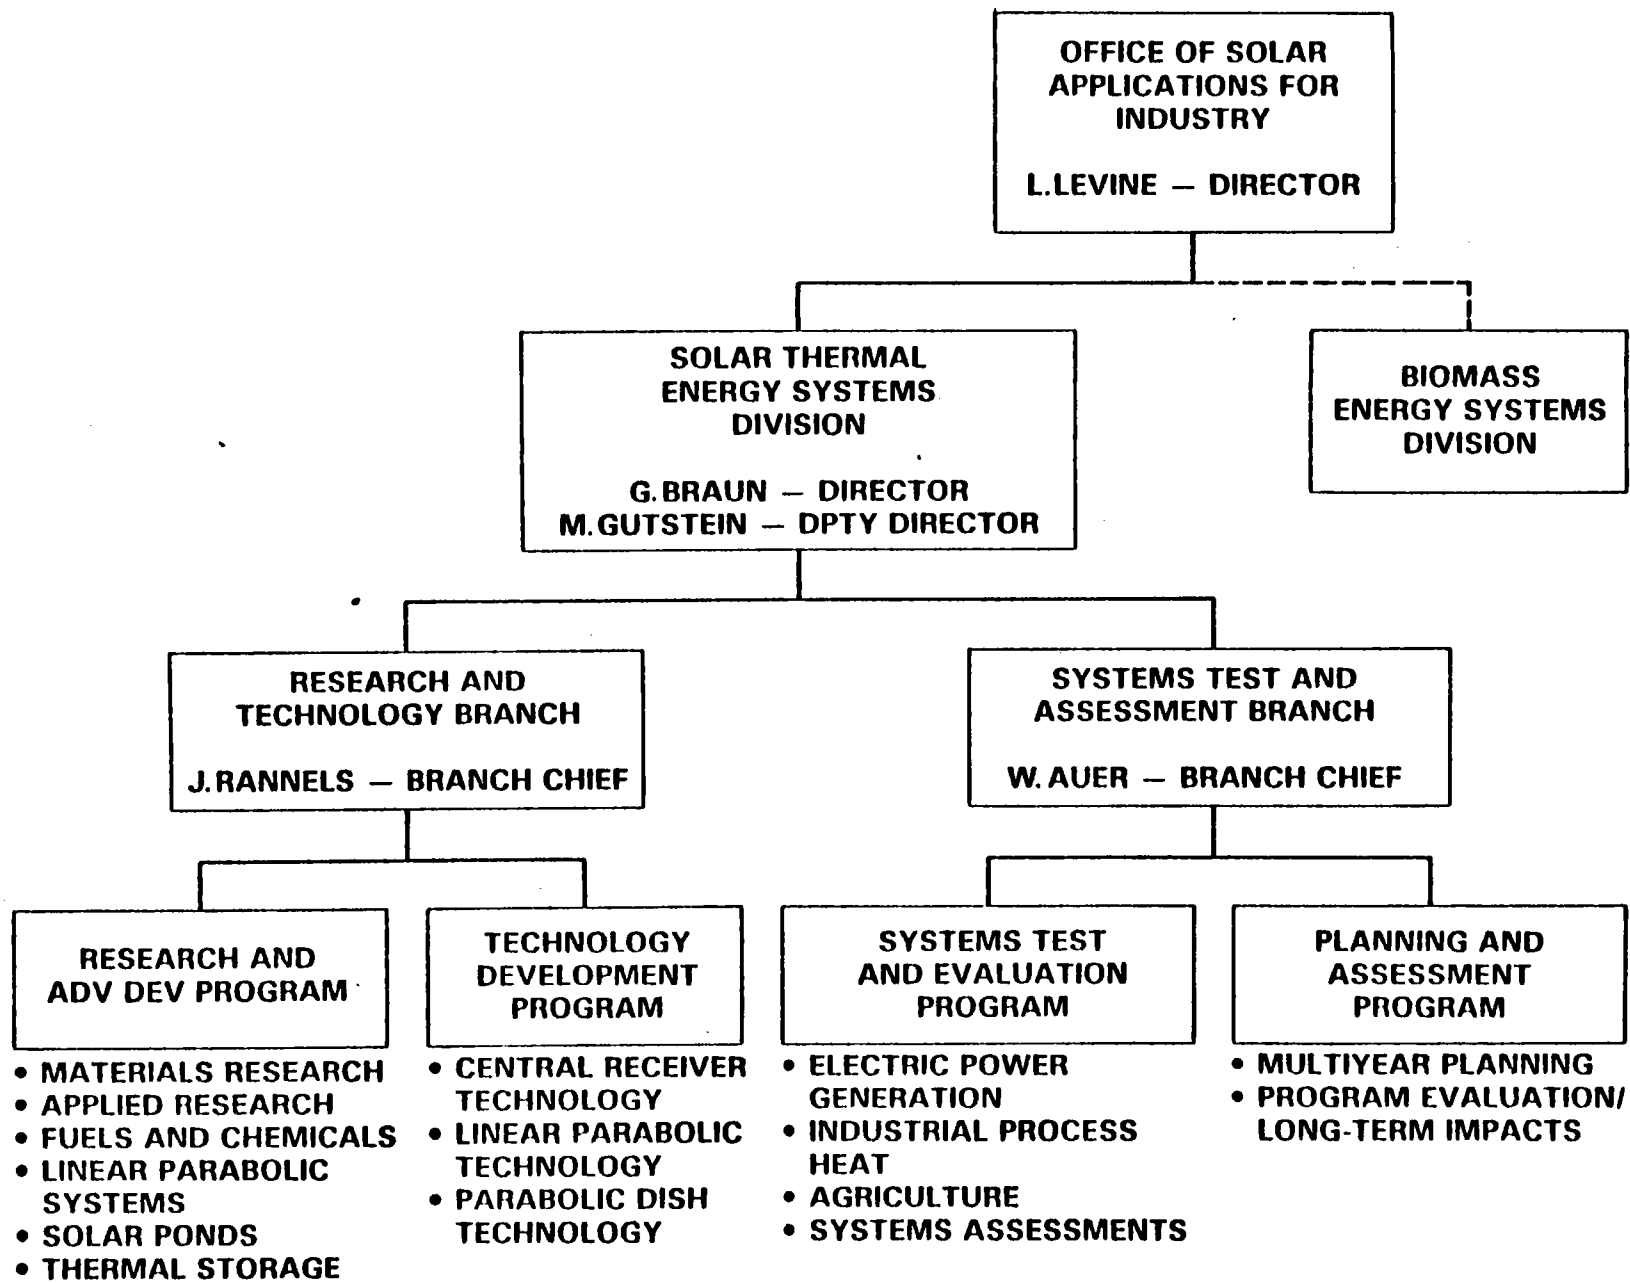 OFFICE OF SOLAR
APPLICATIONS FOR
INDUSTRY
L. LEVINE — DIRECTOR
SOLAR THERMAL
ENERGY SYSTEMS
DIVISION
G. BRAUN — DIRECTOR
M. GUTSTEIN — DPTY DIRECTOR
BIOMASS
ENERGY SYSTEMS
DIVISION
RESEARCH AND
TECHNOLOGY BRANCH
J. RANNELS — BRANCH CHIEF
SYSTEMS TEST AND
ASSESSMENT BRANCH
W. AUER — BRANCH CHIEF
RESEARCH AND
ADV DEV PROGRAM
• MATERIALS RESEARCH
• APPLIED RESEARCH
• FUELS AND CHEMICALS
• LINEAR PARABOLIC
SYSTEMS
• SOLAR PONDS
• THERMAL STORAGE
TECHNOLOGY
DEVELOPMENT
PROGRAM
• CENTRAL RECEIVER
TECHNOLOGY
• LINEAR PARABOLIC
TECHNOLOGY
• PARABOLIC DISH
TECHNOLOGY
SYSTEMS TEST
AND EVALUATION
PROGRAM
• ELECTRIC POWER
GENERATION
• INDUSTRIAL PROCESS
HEAT
• AGRICULTURE
• SYSTEMS ASSESSMENTS
PLANNING AND
ASSESSMENT
PROGRAM
• MULTIYEAR PLANNING
• PROGRAM EVALUATION/
LONG-TERM IMPACTS